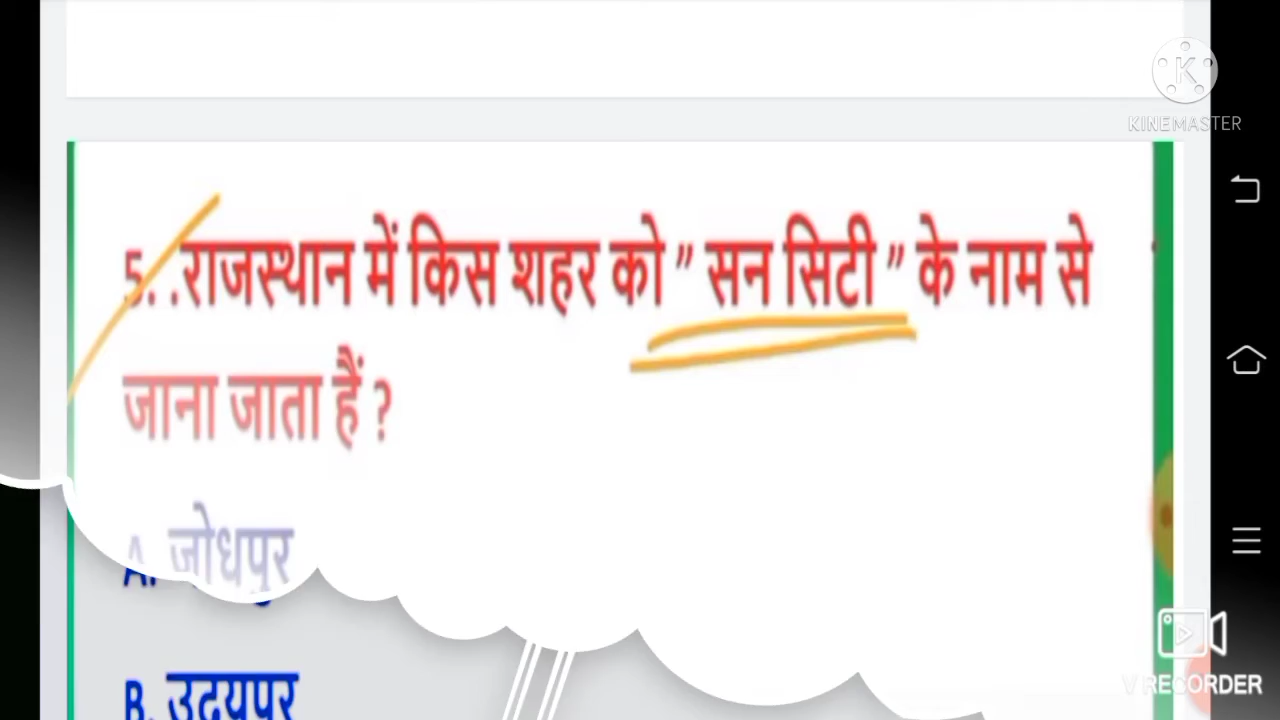 KINEMASTER
5. .राजस्थान में किस शहर को " सन सिटी " के नाम से
जाना जाता हैं ?
A. जोधपुर
B. उदयपुर
V RECORDER